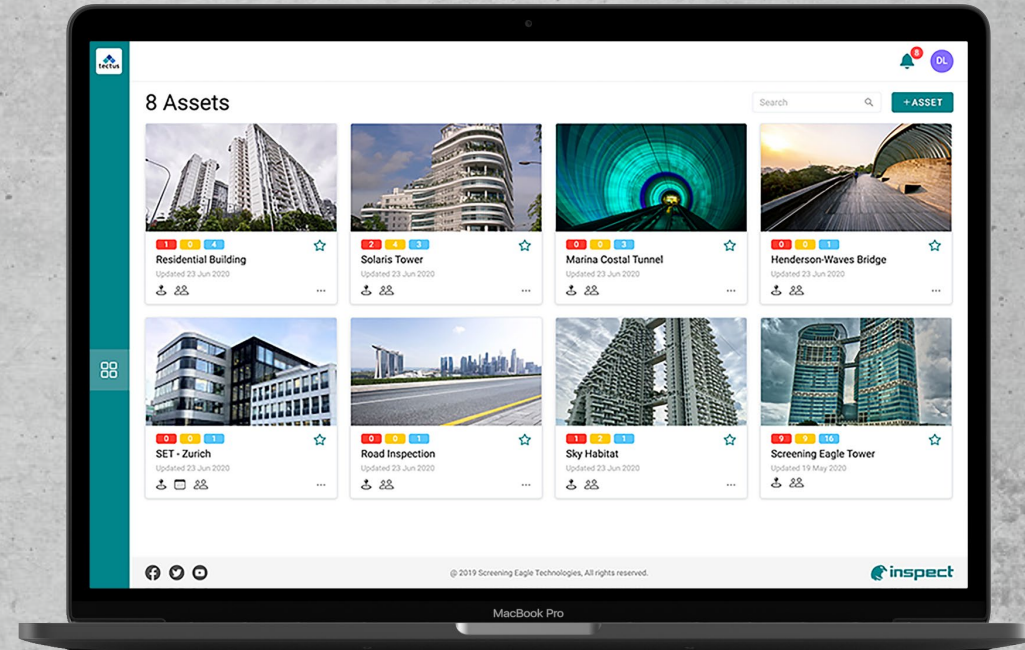 tectus
8
DL
8 Assets
Search
+ASSET
1 0 4
Residential Building
Updated 23 Jun 2020
2 4 3
Solaris Tower
Updated 23 Jun 2020
0 0 3
Marina Costal Tunnel
Updated 23 Jun 2020
0 0 1
Henderson-Waves Bridge
Updated 23 Jun 2020
0 0 1
SET - Zurich
Updated 23 Jun 2020
0 0 1
Road Inspection
Updated 23 Jun 2020
1 2 1
Sky Habitat
Updated 23 Jun 2020
9 9 16
Screening Eagle Tower
Updated 19 May 2020
@ 2019 Screening Eagle Technologies, All rights reserved.
inspect
MacBook Pro